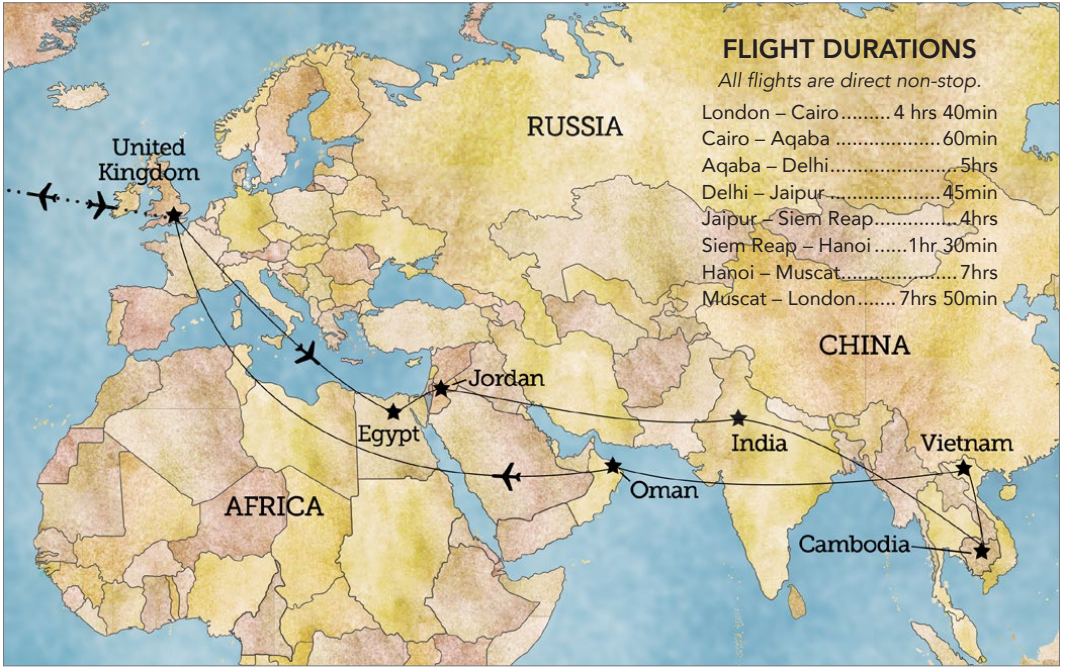 FLIGHT DURATIONS
All flights are direct non-stop.
London – Cairo......... 4 hrs 40min
Cairo – Aqaba ....................60min
Aqaba – Delhi........................5hrs
Delhi – Jaipur .....................45min
Jaipur – Siem Reap...............4hrs
Siem Reap – Hanoi ......1hr 30min
Hanoi – Muscat.....................7hrs
Muscat – London....... 7hrs 50min
United
Kingdom
RUSSIA
CHINA
Jordan
Egypt
India
Vietnam
Oman
AFRICA
Cambodia